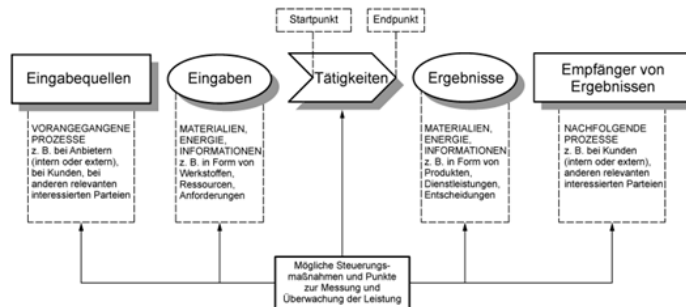 Startpunkt
Endpunkt
Eingabequellen
Eingaben
Tätigkeiten
Ergebnisse
Empfänger von
Ergebnissen
VORANGEGANGENE
PROZESSE
z. B. bei Anbietern
(intern oder extern),
bei Kunden, bei
anderen relevanten
interessierten Parteien
MATERIALIEN,
ENERGIE,
INFORMATIONEN
z. B. in Form von
Werkstoffen,
Ressourcen,
Anforderungen
MATERIALIEN,
ENERGIE,
INFORMATIONEN
z. B. in Form von
Produkten,
Dienstleistungen,
Entscheidungen
NACHFOLGENDE
PROZESSE
z. B. bei Kunden
(intern oder extern),
anderen relevanten
interessierten Parteien
Mögliche Steuerungs-
maßnahmen und Punkte
zur Messung und
Überwachung der Leistung